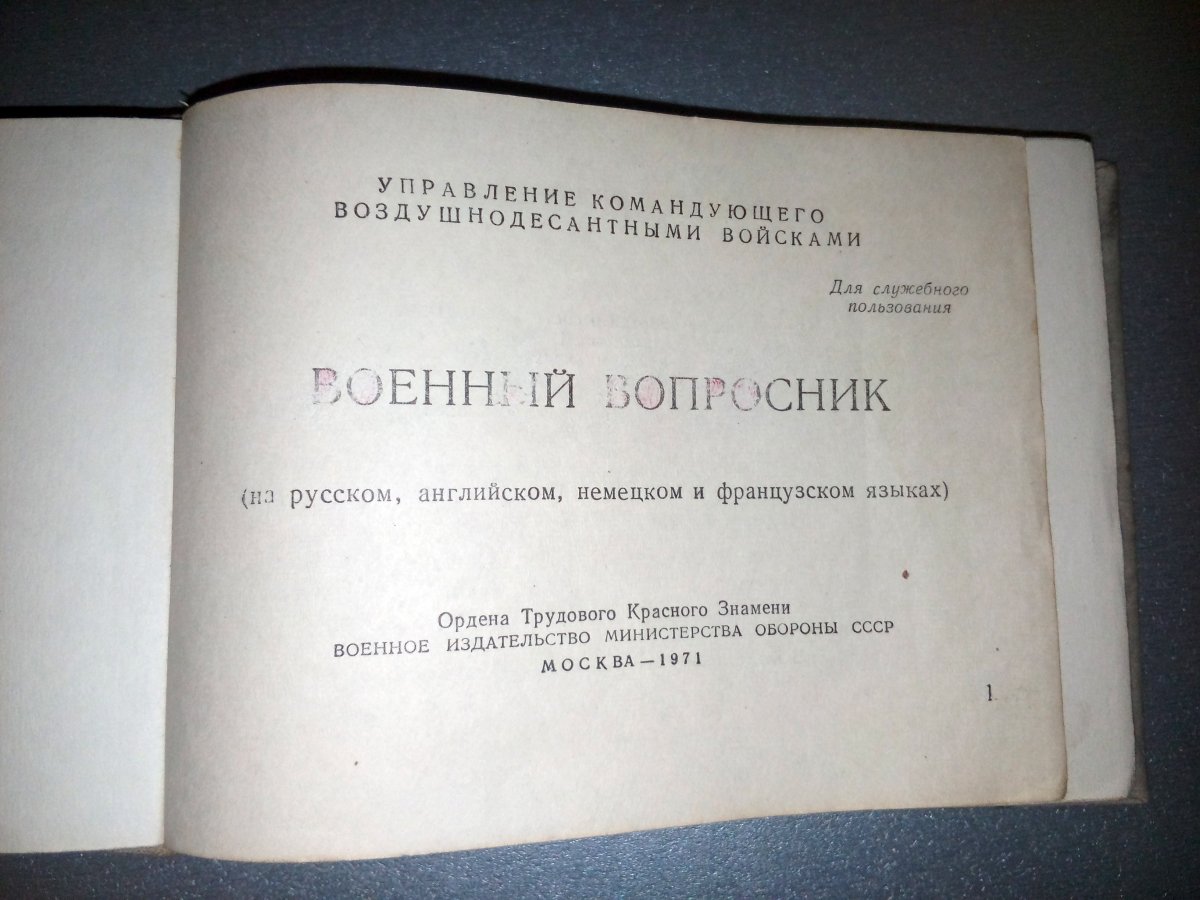 УПРАВЛЕНИЕ КОМАНДУЮЩЕГО
ВОЗДУШНОДЕСАНТНЫМИ ВОЙСКАМИ
Для служебного
пользования
ВОЕННЫЙ ВОПРОСНИК
(на русском, английском, немецком и французском языках)
Ордена Трудового Красного Знамени
ВОЕННОЕ ИЗДАТЕЛЬСТВО МИНИСТЕРСТВА ОБОРОНЫ СССР
МОСКВА—1971
1